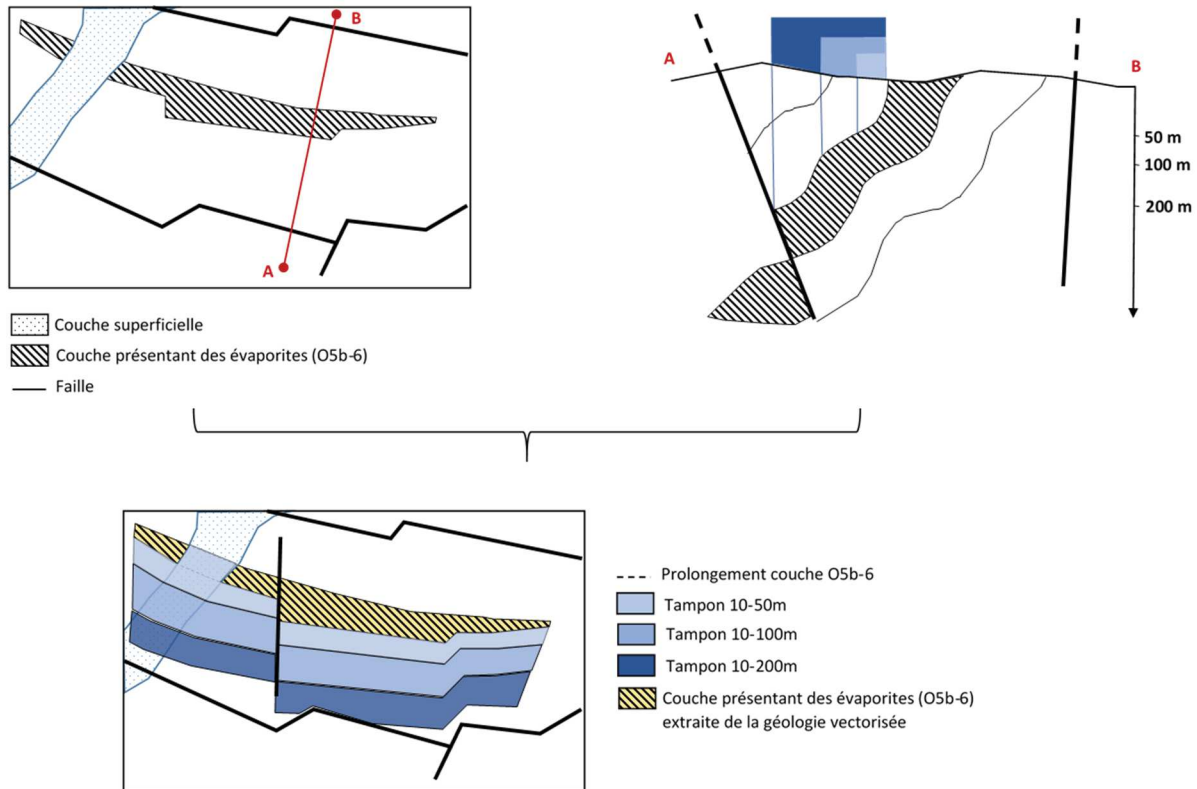 B
A
A
B
50 m
100 m
200 m
Couche superficielle
Couche présentant des évaporites (O5b-6)
Faille
Prolongement couche O5b-6
Tampon 10-50m
Tampon 10-100m
Tampon 10-200m
Couche présentant des évaporites (O5b-6)
extraite de la géologie vectorisée